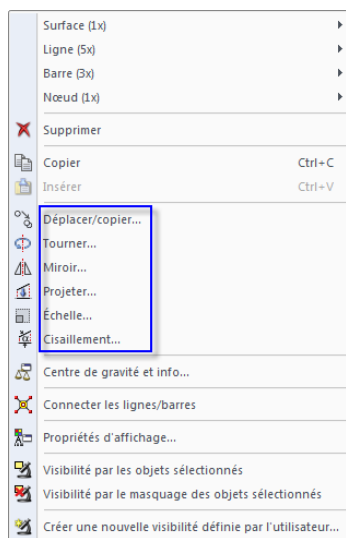 Surface (1x)
Ligne (5x)
Barre (3x)
Nœud (1x)
Supprimer
Copier Ctrl+C
Insérer Ctrl+V
Déplacer/copier...
Tourner...
Miroir...
Projeter...
Échelle...
Cisaillement...
Centre de gravité et info...
Connecter les lignes/barres
Propriétés d'affichage...
Visibilité par les objets sélectionnés
Visibilité par le masquage des objets sélectionnés
Créer une nouvelle visibilité définie par l'utilisateur...